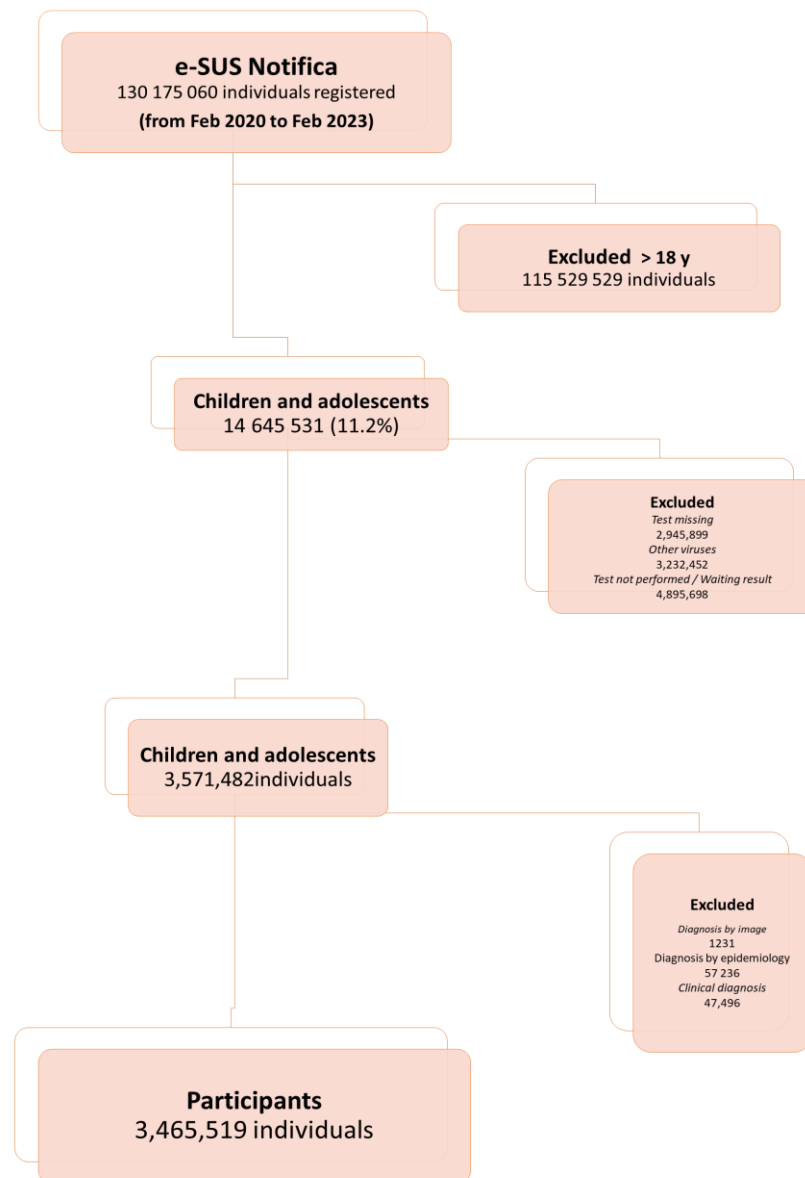 e-SUS Notifica
130 175 060 individuals registered
(from Feb 2020 to Feb 2023)
Excluded > 18 y
115 529 529 individuals
Children and adolescents
14 645 531 (11.2%)
Excluded
Test missing
2,945,899
Other viruses
3,232,452
Test not performed / Waiting result
4,895,698
Children and adolescents
3,571,482individuals
Excluded
Diagnosis by image
1231
Diagnosis by epidemiology
57 236
Clinical diagnosis
47,496
Participants
3,465,519 individuals